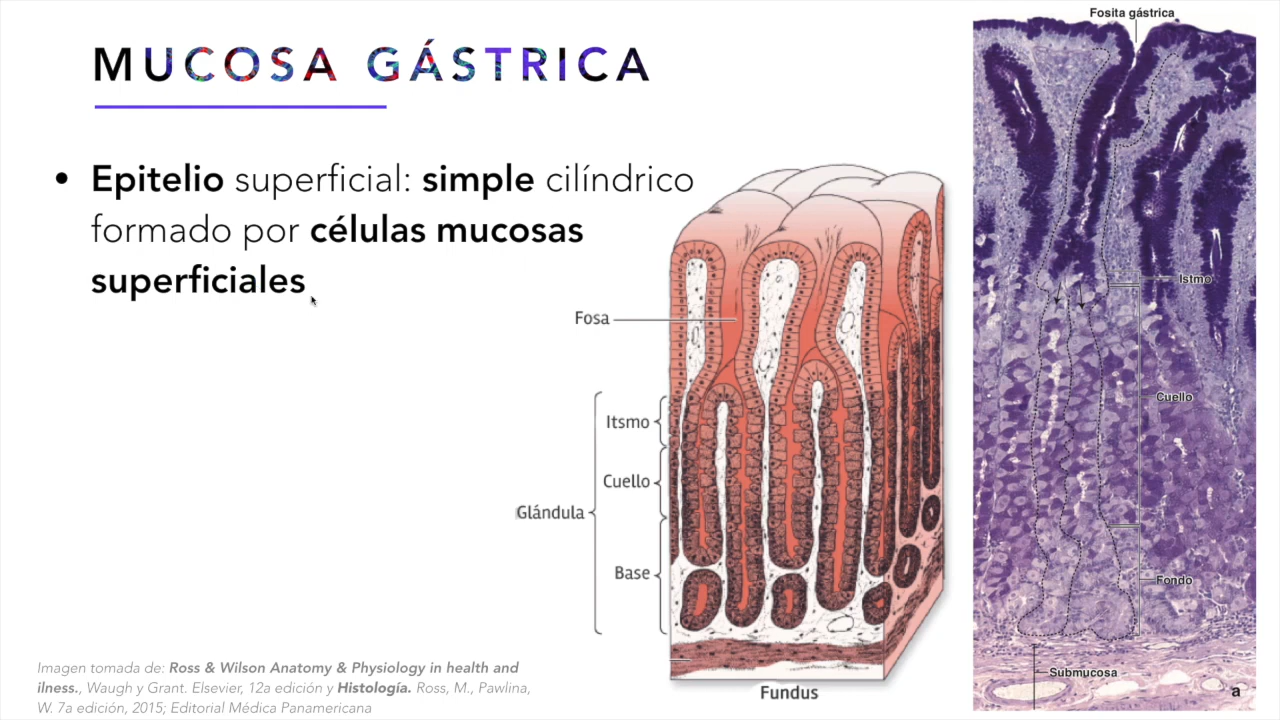 MUCOSA GÁSTRICA
• Epitelio superficial: simple cilíndrico
formado por células mucosas
superficiales
Fosa
Itsmo
Cuello
Glándula
Base
Fundus
Fosita gástrica
Istmo
Cuello
Fondo
Submucosa
a
Imagen tomada de: Ross & Wilson Anatomy & Physiology in health and
ilness., Waugh y Grant. Elsevier, 12a edición y Histología. Ross, M., Pawlina,
W. 7a edición, 2015; Editorial Médica Panamericana